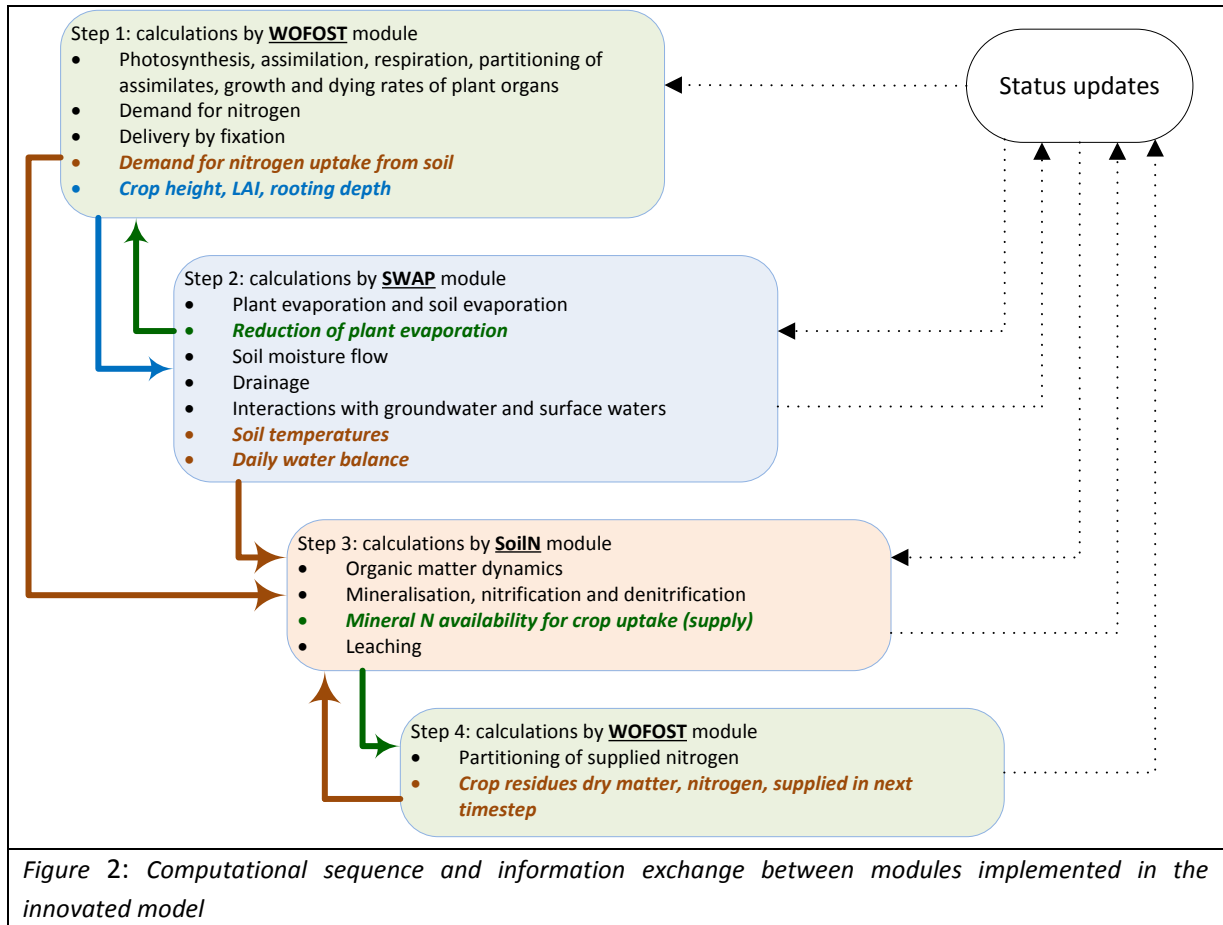 Step 1: calculations by WOFOST module
• Photosynthesis, assimilation, respiration, partitioning of
assimilates, growth and dying rates of plant organs
• Demand for nitrogen
• Delivery by fixation
• Demand for nitrogen uptake from soil
• Crop height, LAI, rooting depth
Status updates
Step 2: calculations by SWAP module
• Plant evaporation and soil evaporation
• Reduction of plant evaporation
• Soil moisture flow
• Drainage
• Interactions with groundwater and surface waters
• Soil temperatures
• Daily water balance
Step 3: calculations by SoilN module
• Organic matter dynamics
• Mineralisation, nitrification and denitrification
• Mineral N availability for crop uptake (supply)
• Leaching
Step 4: calculations by WOFOST module
• Partitioning of supplied nitrogen
• Crop residues dry matter, nitrogen, supplied in next
timestep
Figure 2: Computational sequence and information exchange between modules implemented in the
innovated model